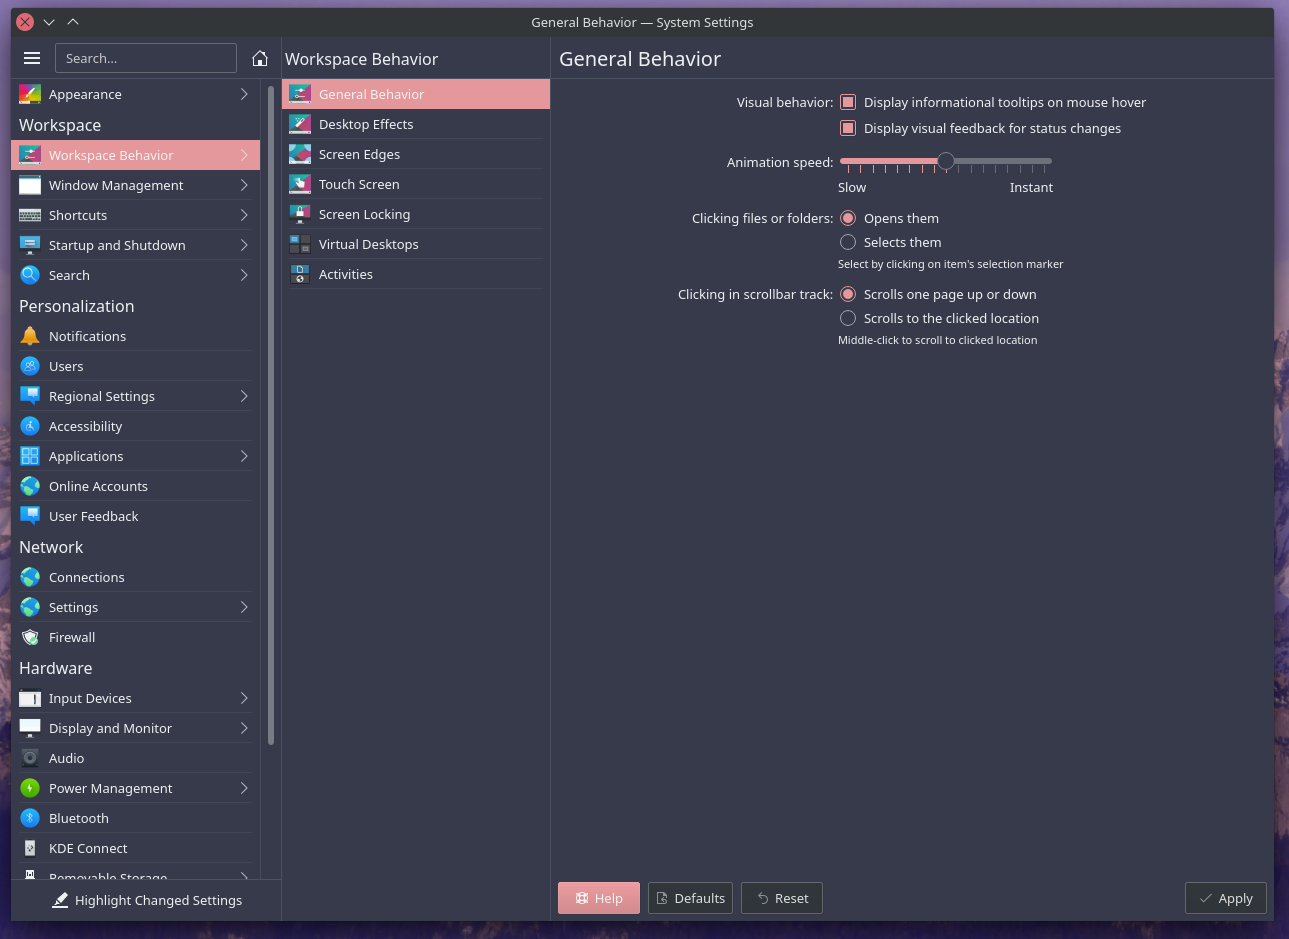 General Behavior — System Settings
Search...
Appearance
Workspace
Workspace Behavior
Window Management
Shortcuts
Startup and Shutdown
Search
Personalization
Notifications
Users
Regional Settings
Accessibility
Applications
Online Accounts
User Feedback
Network
Connections
Settings
Firewall
Hardware
Input Devices
Display and Monitor
Audio
Power Management
Bluetooth
KDE Connect
Removable Storage
Highlight Changed Settings
Workspace Behavior
General Behavior
Desktop Effects
Screen Edges
Touch Screen
Screen Locking
Virtual Desktops
Activities
General Behavior
Visual behavior: Display informational tooltips on mouse hover
Display visual feedback for status changes
Animation speed:
Slow Instant
Clicking files or folders: Opens them
Selects them
Select by clicking on item's selection marker
Clicking in scrollbar track: Scrolls one page up or down
Scrolls to the clicked location
Middle-click to scroll to clicked location
Help Defaults Reset Apply